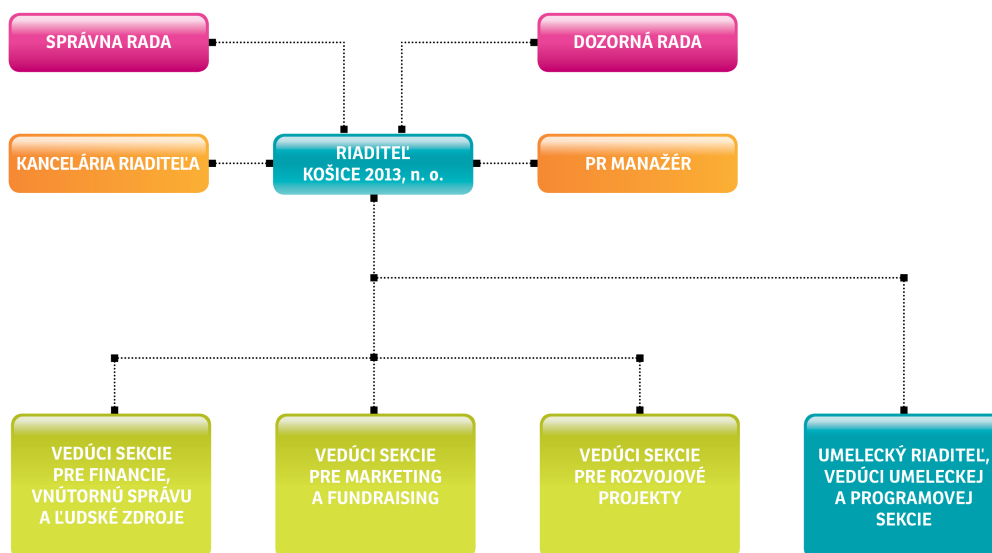 SPRÁVNA RADA
DOZORNÁ RADA
KANCELÁRIA RIADITEĽA
RIADITEĽ
KOŠICE 2013, n. o.
PR MANAŽÉR
VEDÚCI SEKCIE
PRE FINANCIE,
VNÚTORNÚ SPRÁVU
A ĽUDSKÉ ZDROJE
VEDÚCI SEKCIE
PRE MARKETING
A FUNDRAISING
VEDÚCI SEKCIE
PRE ROZVOJOVÉ
PROJEKTY
UMELECKÝ RIADITEĽ,
VEDÚCI UMELECKEJ
A PROGRAMOVEJ
SEKCIE